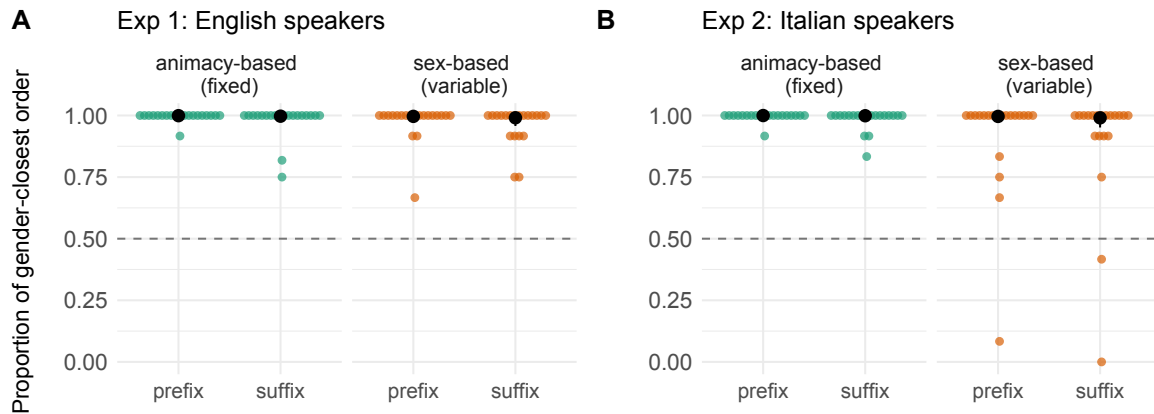 A
Exp 1: English speakers
B
Exp 2: Italian speakers
animacy-based
(fixed)
sex-based
(variable)
animacy-based
(fixed)
sex-based
(variable)
Proportion of gender-closest order
1.00
0.75
0.50
0.25
0.00
1.00
0.75
0.50
0.25
0.00
prefix suffix prefix suffix
prefix suffix prefix suffix